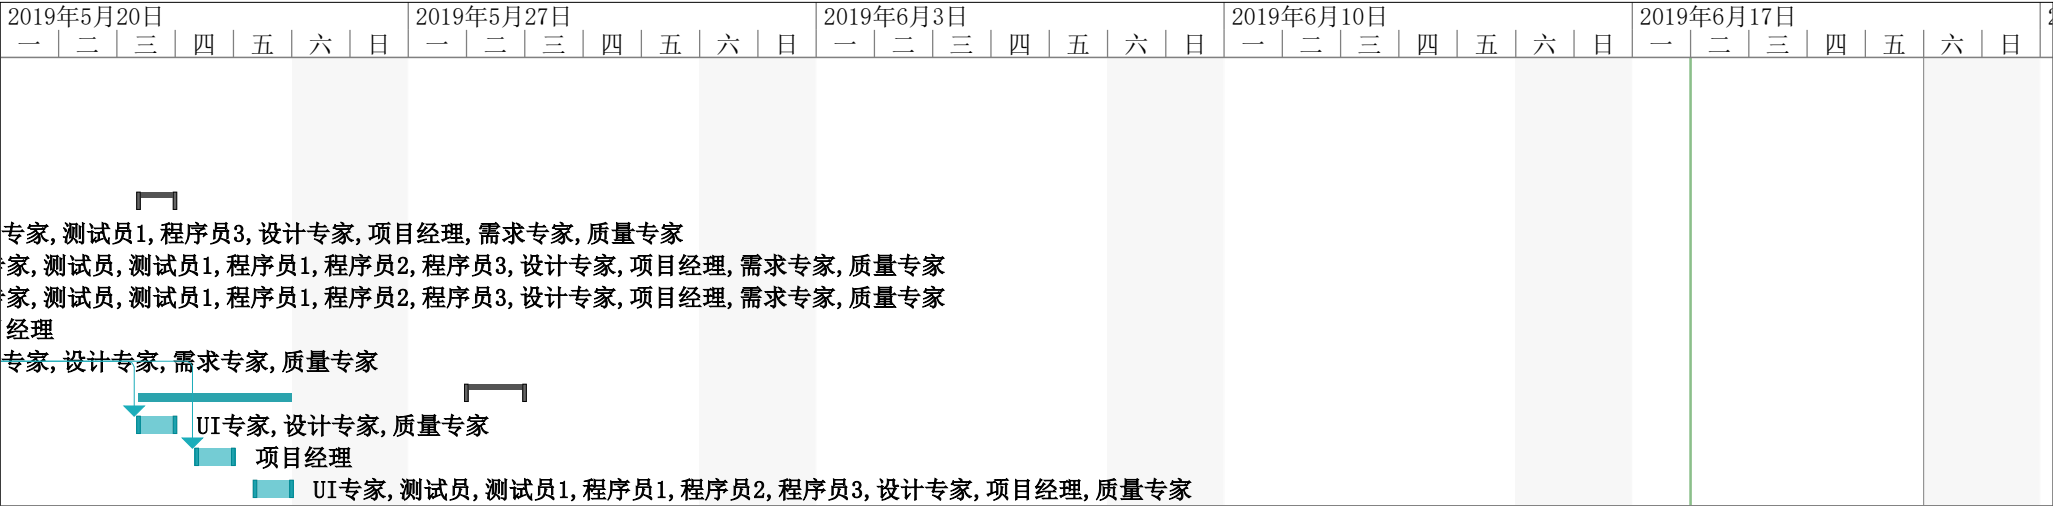 2019年5月20日 2019年5月27日 2019年6月3日 2019年6月10日 2019年6月17日
一 二 三 四 五 六 日 一 二 三 四 五 六 日 一 二 三 四 五 六 日 一 二 三 四 五 六 日 一 二 三 四 五 六 日
专家,测试员1,程序员3,设计专家,项目经理,需求专家,质量专家
家,测试员,测试员1,程序员1,程序员2,程序员3,设计专家,项目经理,需求专家,质量专家
家,测试员,测试员1,程序员1,程序员2,程序员3,设计专家,项目经理,需求专家,质量专家
经理
专家,设计专家,需求专家,质量专家
UI专家,设计专家,质量专家
项目经理
UI专家,测试员,测试员1,程序员1,程序员2,程序员3,设计专家,项目经理,质量专家